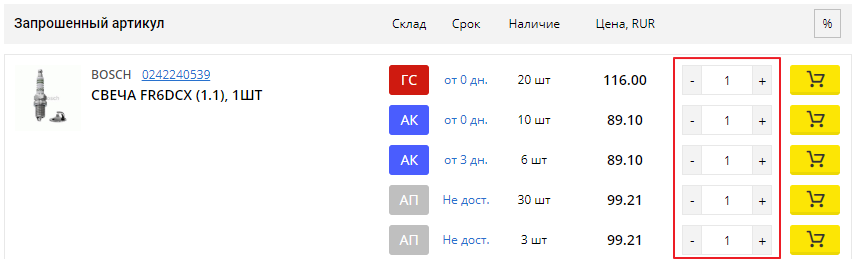 Запрошенный артикул Склад Срок Наличие Цена, RUR %
BOSCH 0242240539 ГС от 0 дн. 20 шт 116.00 - 1 +
СВЕЧА FR6DCX (1.1), 1ШТ
АК от 0 дн. 10 шт 89.10 - 1 +
АК от 3 дн. 6 шт 89.10 - 1 +
АП Не дост. 30 шт 99.21 - 1 +
АП Не дост. 3 шт 99.21 - 1 +